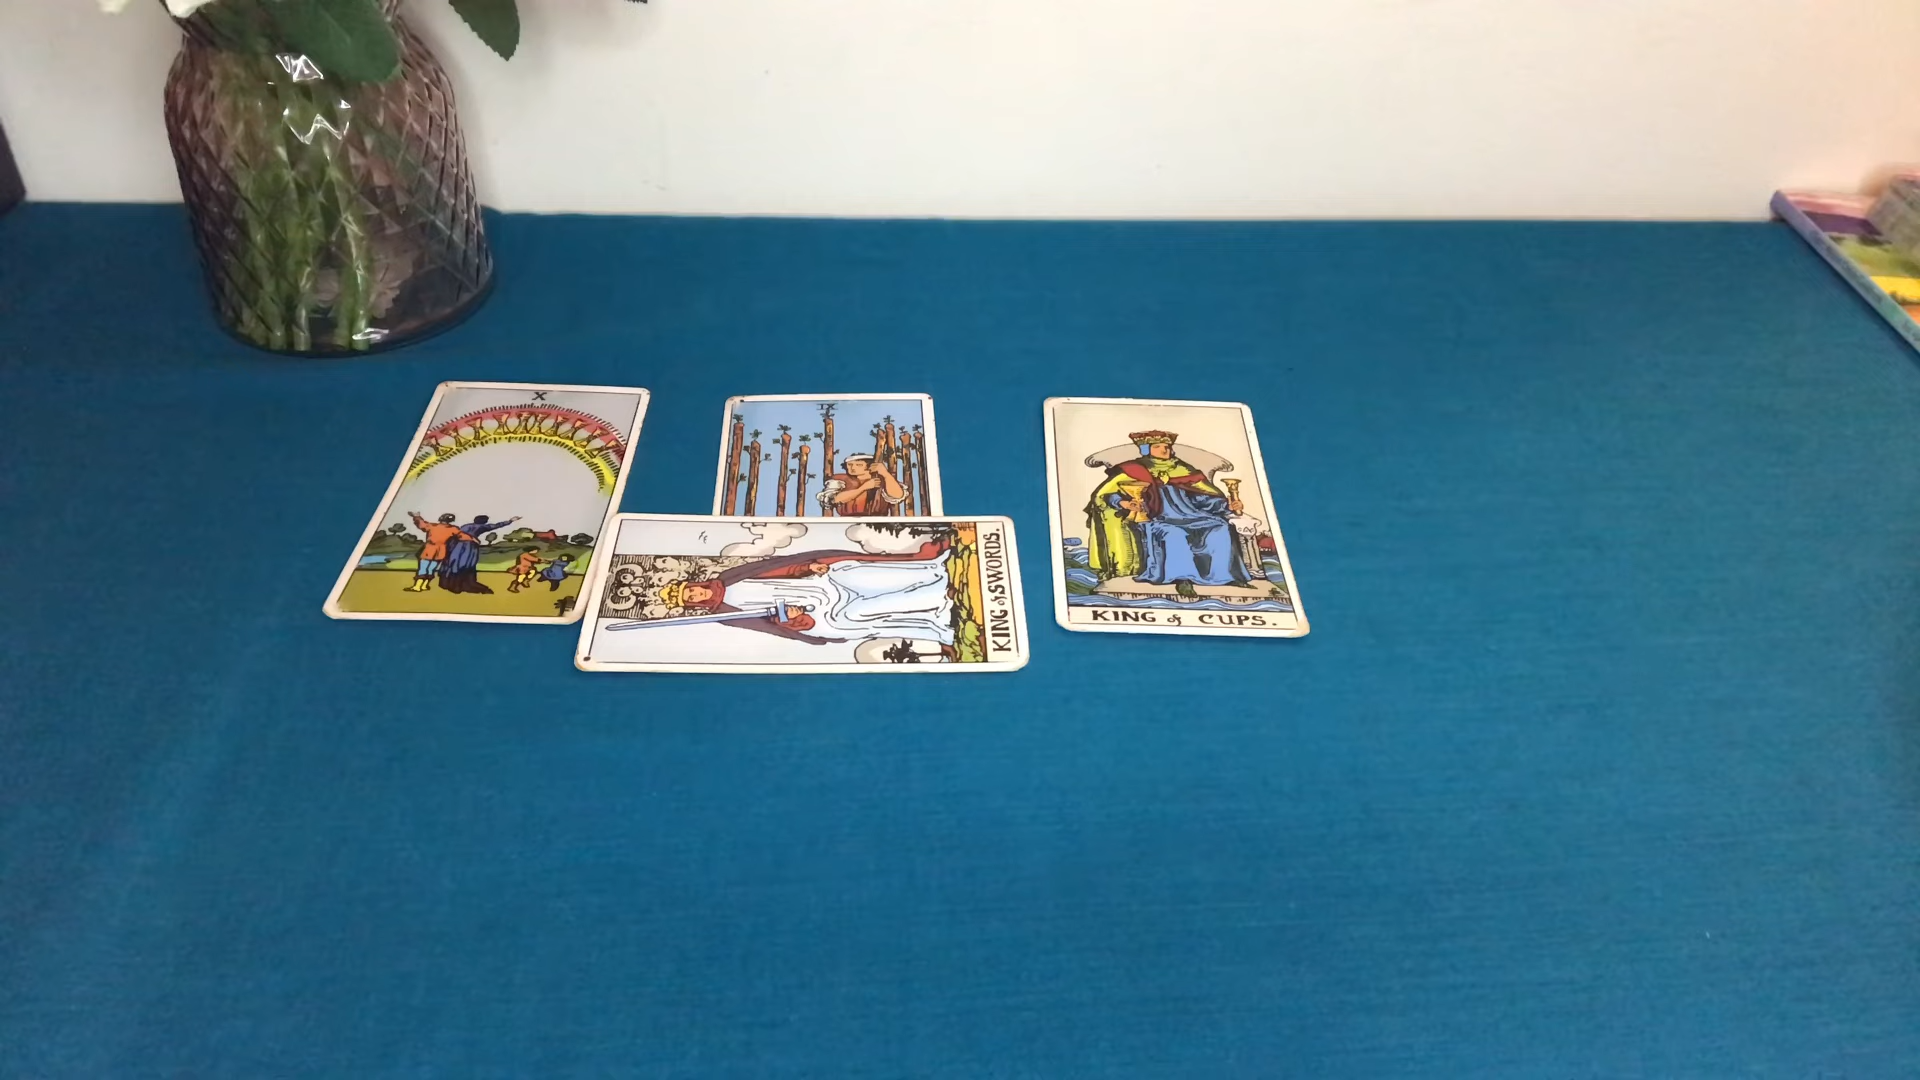 X
IX
KING of SWORDS.
KING of CUPS.